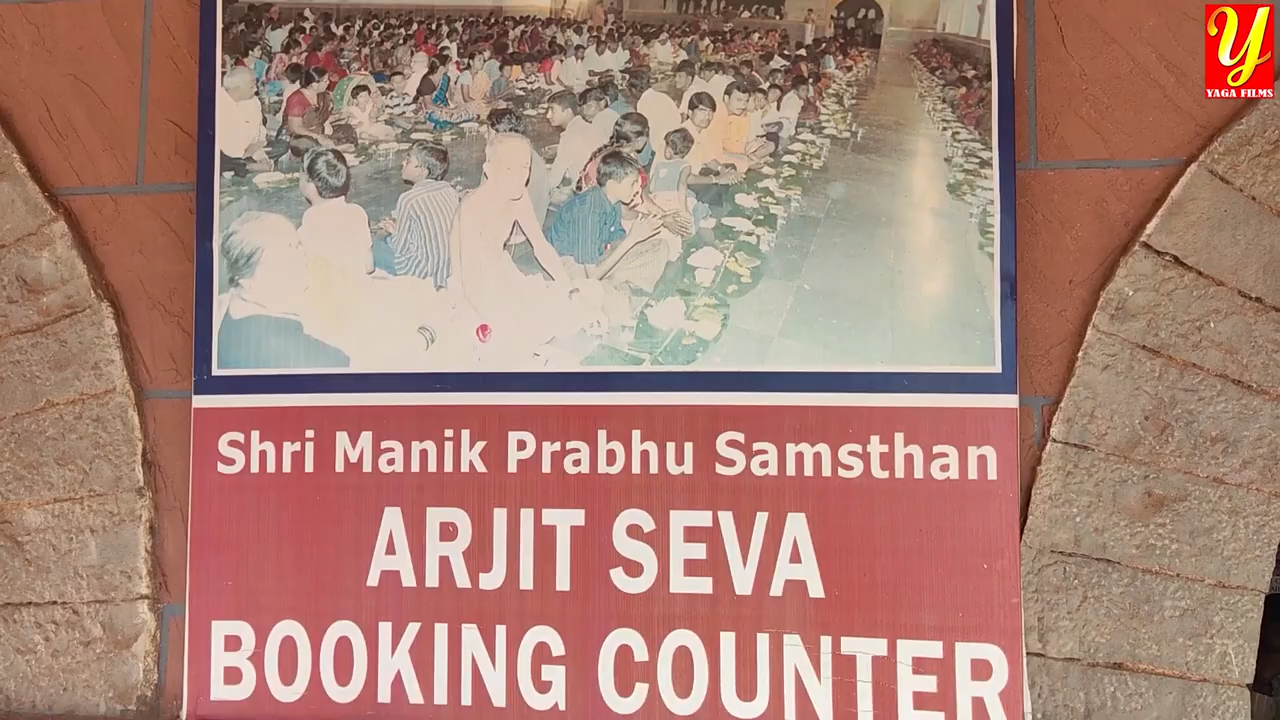 Y
YAGA FILMS
Shri Manik Prabhu Samsthan
ARJIT SEVA
BOOKING COUNTER